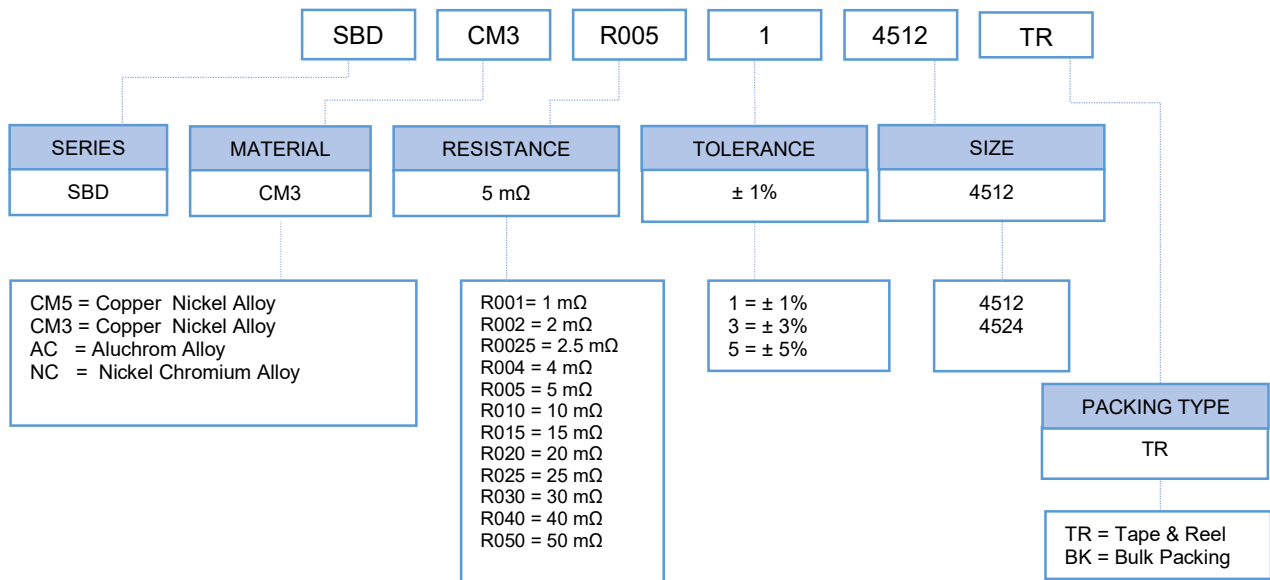 SBD CM3 R005 1 4512 TR
SERIES MATERIAL RESISTANCE TOLERANCE SIZE
SBD CM3 5 mΩ ± 1% 4512
CM5 = Copper Nickel Alloy
CM3 = Copper Nickel Alloy
AC = Aluchrom Alloy
NC = Nickel Chromium Alloy
R001= 1 mΩ
R002 = 2 mΩ
R0025 = 2.5 mΩ
R004 = 4 mΩ
R005 = 5 mΩ
R010 = 10 mΩ
R015 = 15 mΩ
R020 = 20 mΩ
R025 = 25 mΩ
R030 = 30 mΩ
R040 = 40 mΩ
R050 = 50 mΩ
1 = ± 1%
3 = ± 3%
5 = ± 5%
4512
4524
PACKING TYPE
TR
TR = Tape & Reel
BK = Bulk Packing